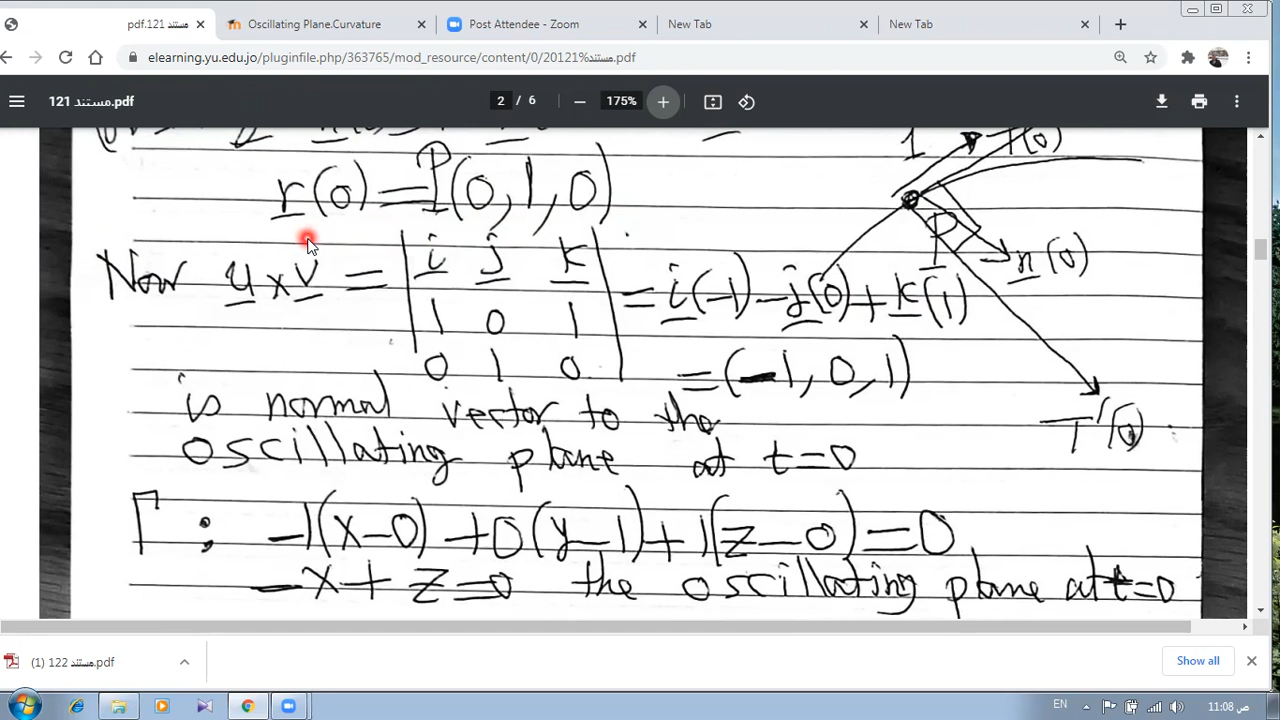 مستند 121.pdf
Oscillating Plane.Curvature
Post Attendee - Zoom
New Tab
New Tab
elearning.yu.edu.jo/pluginfile.php/363765/mod_resource/content/0/20121%مستند.pdf
مستند 121.pdf
2 / 6
175%
T(0)
r(0) = P(0, 1, 0)
P
n(0)
Now u × v = | i j k | = i(-1) - j(0) + k(1)
1 0 1
0 1 0 = (-1, 0, 1)
is normal vector to the
T'(0)
oscillating plane at t=0
Γ : -1(x-0) + 0(y-1) + 1(z-0) = 0
-x + z = 0 the oscillating plane at t=0
مستند 122 (1).pdf
Show all
EN
11:08 ص